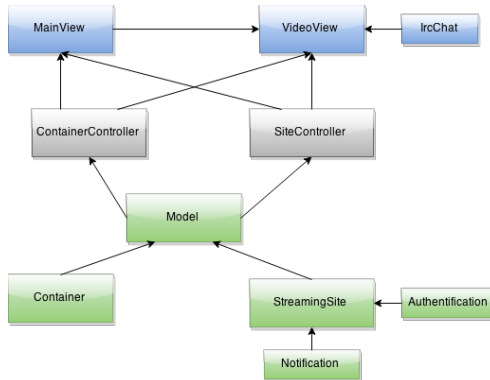 MainView
VideoView
IrcChat
ContainerController
SiteController
Model
Container
StreamingSite
Authentification
Notification